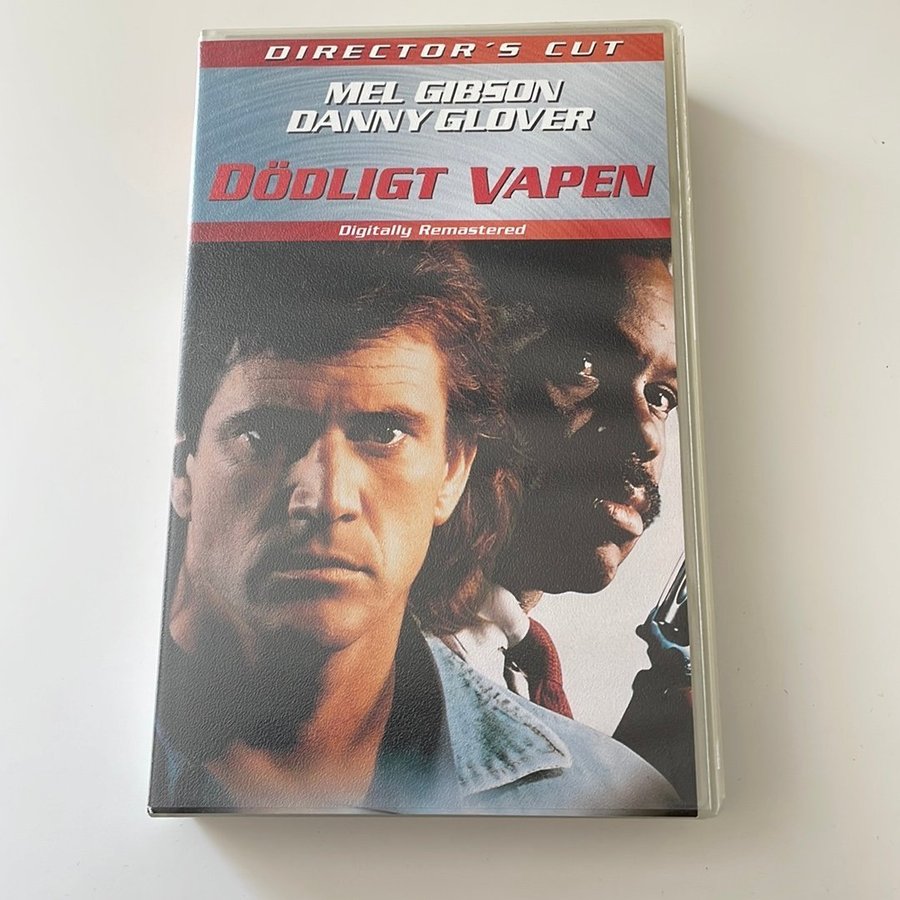 DIRECTOR'S CUT
MEL GIBSON
DANNY GLOVER
DÖDLIGT VAPEN
Digitally Remastered